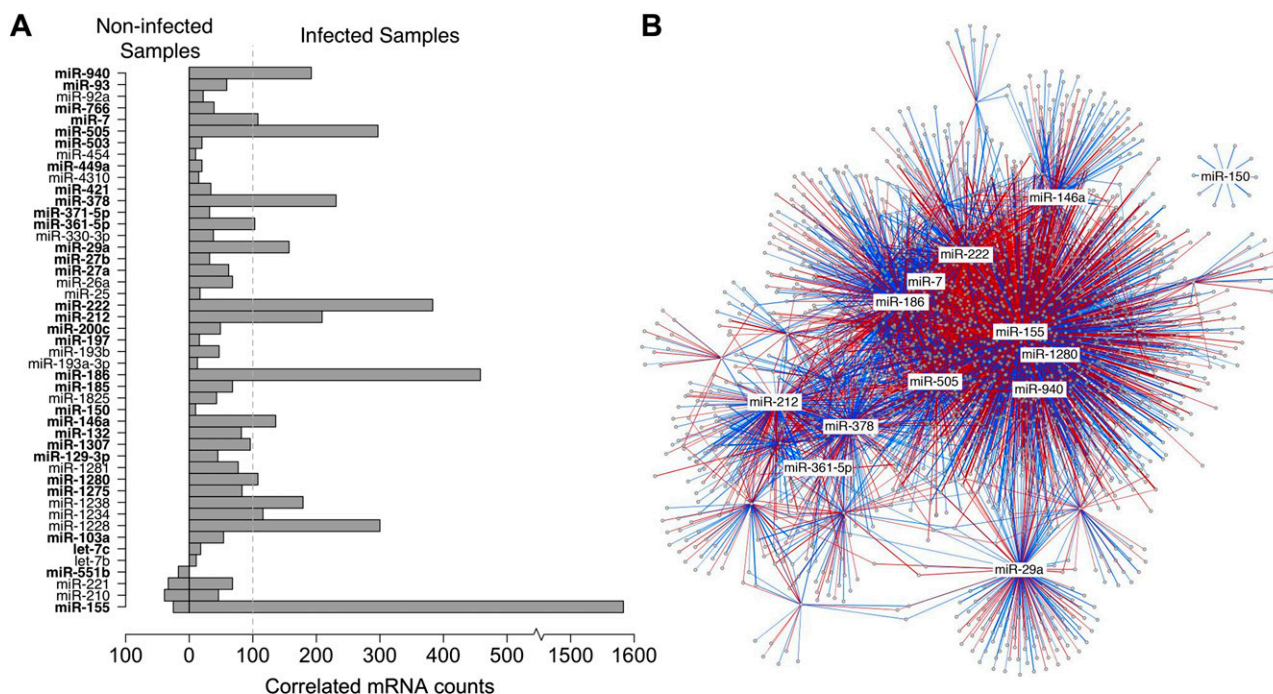 A
Non-infected
Samples
Infected Samples
miR-940
miR-93
miR-92a
miR-766
miR-7
miR-505
miR-503
miR-454
miR-449a
miR-4310
miR-421
miR-378
miR-371-5p
miR-361-5p
miR-330-3p
miR-29a
miR-27b
miR-27a
miR-26a
miR-25
miR-222
miR-212
miR-200c
miR-197
miR-193b
miR-193a-3p
miR-186
miR-185
miR-1825
miR-150
miR-146a
miR-132
miR-1307
miR-129-3p
miR-1281
miR-1280
miR-1275
miR-1238
miR-1234
miR-1228
miR-103a
let-7c
let-7b
miR-551b
miR-221
miR-210
miR-155
100 0 100 200 300 400 500 1500 1600
Correlated mRNA counts
B
miR-150
miR-146a
miR-222
miR-7
miR-186
miR-155
miR-1280
miR-505
miR-940
miR-212
miR-378
miR-361-5p
miR-29a